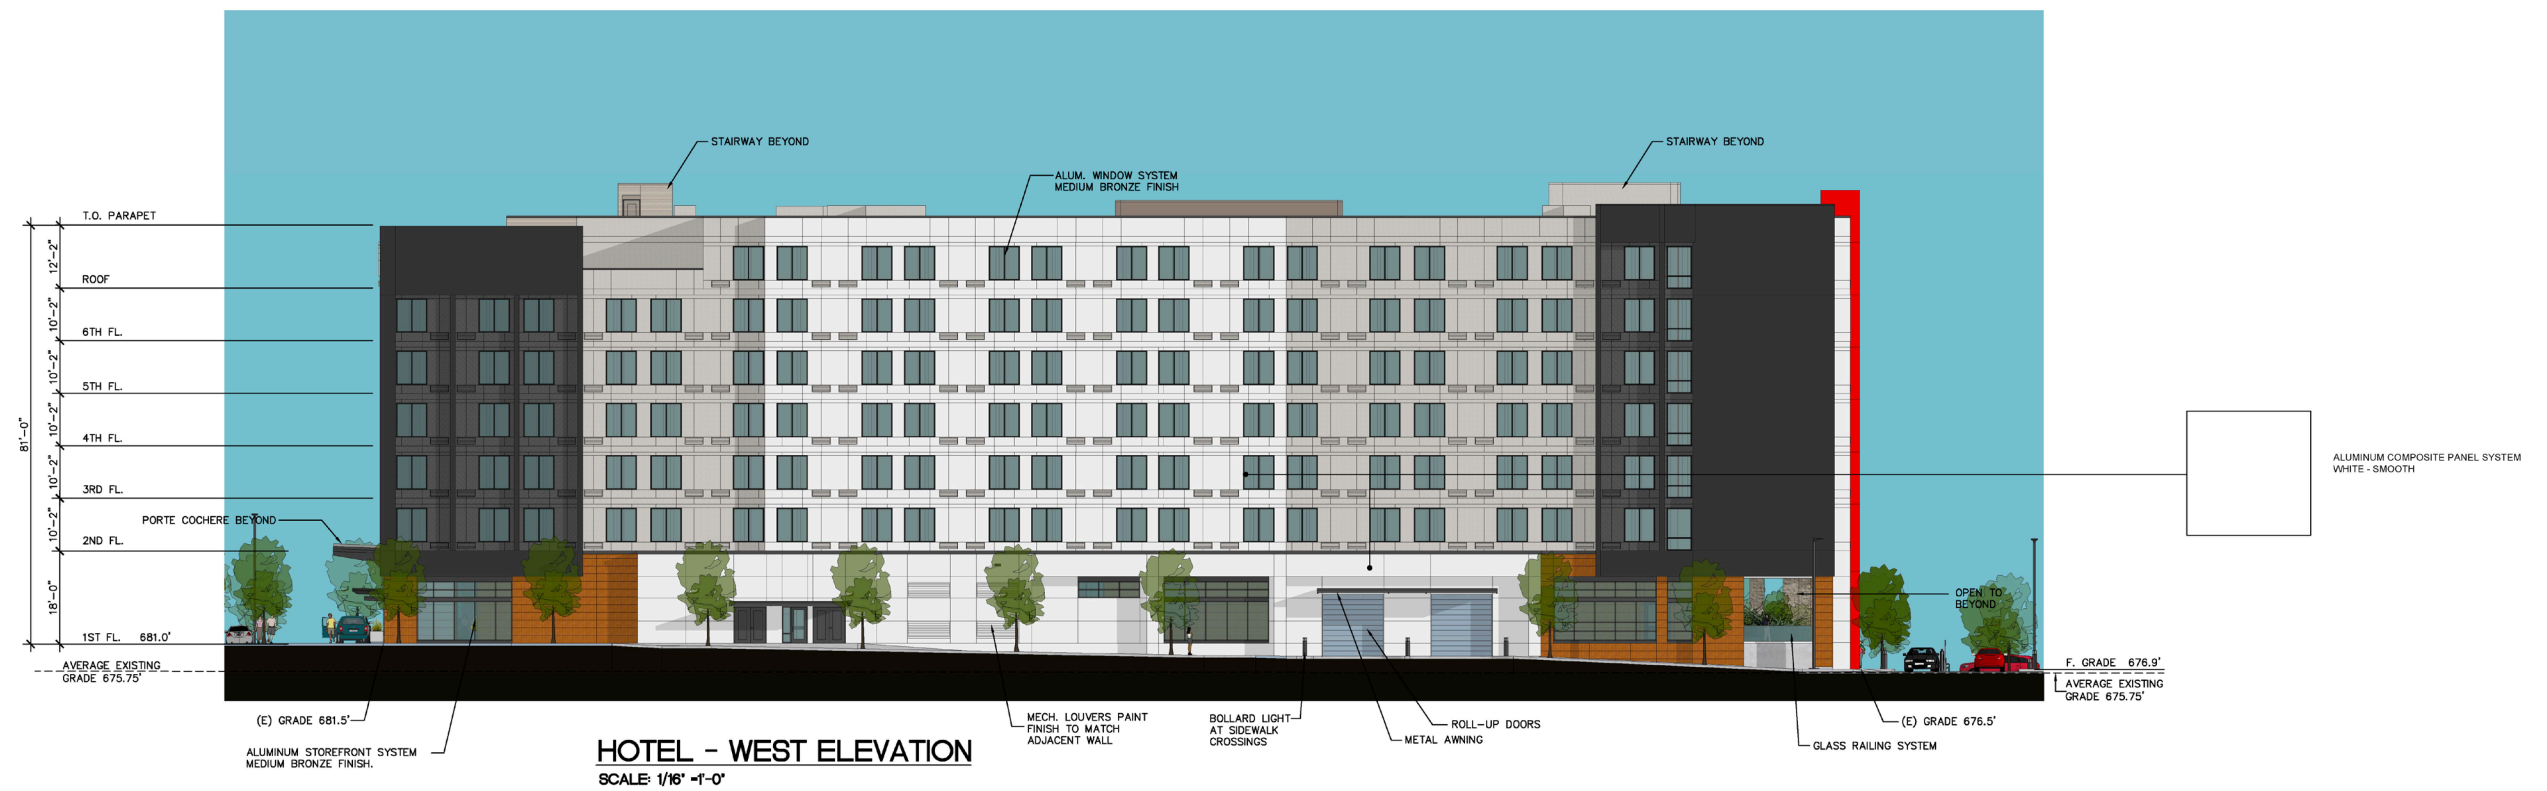 STAIRWAY BEYOND
STAIRWAY BEYOND
ALUM. WINDOW SYSTEM
MEDIUM BRONZE FINISH
T.O. PARAPET
12'-2"
ROOF
10'-2"
6TH FL.
10'-2"
5TH FL.
10'-2"
4TH FL.
10'-2"
3RD FL.
10'-2"
2ND FL.
18'-0"
1ST FL. 681.0'
81'-0"
PORTE COCHERE BEYOND
AVERAGE EXISTING
GRADE 675.75'
ALUMINUM COMPOSITE PANEL SYSTEM
WHITE - SMOOTH
OPEN TO
BEYOND
F. GRADE 676.9'
AVERAGE EXISTING
GRADE 675.75'
(E) GRADE 681.5'
ALUMINUM STOREFRONT SYSTEM
MEDIUM BRONZE FINISH.
MECH. LOUVERS PAINT
FINISH TO MATCH
ADJACENT WALL
BOLLARD LIGHT
AT SIDEWALK
CROSSINGS
ROLL-UP DOORS
METAL AWNING
(E) GRADE 676.5'
GLASS RAILING SYSTEM
HOTEL - WEST ELEVATION
SCALE: 1/16" =1'-0"